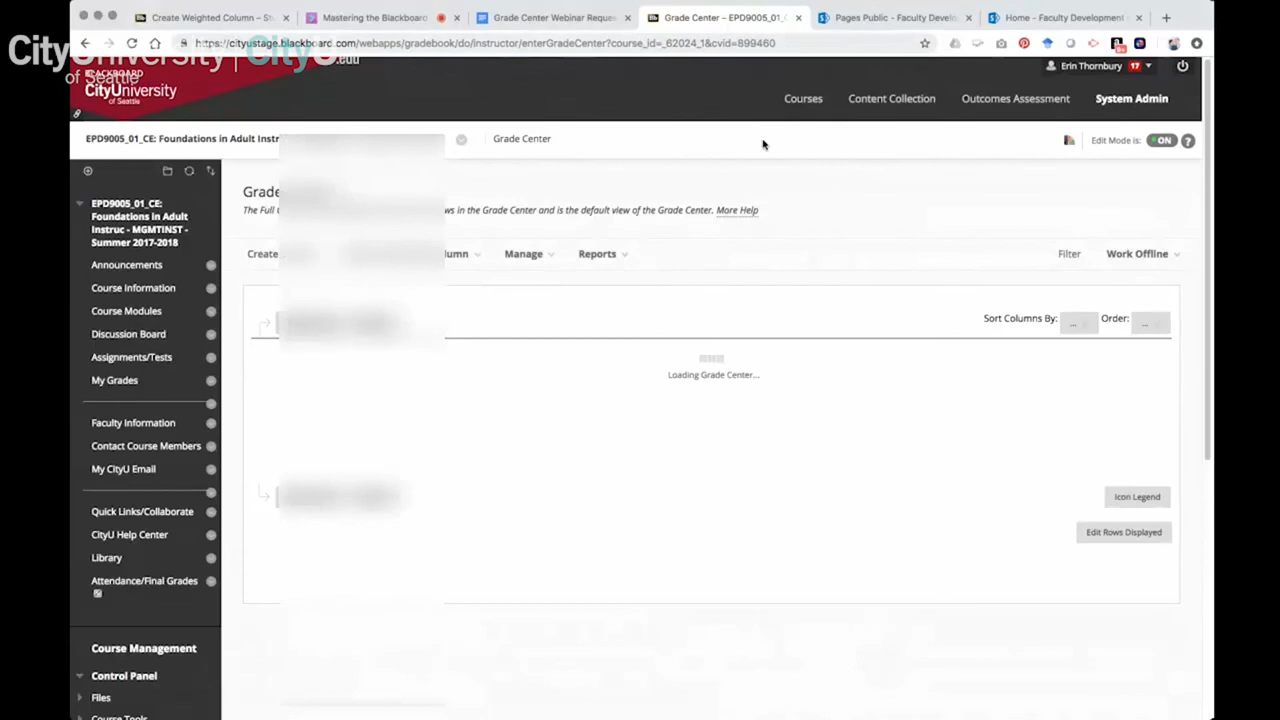 Create Weighted Column – St
Mastering the Blackboard
Grade Center Webinar Reque
Grade Center – EPD9005_01_C
Pages Public - Faculty Develo
Home - Faculty Development
https://cityustage.blackboard.com/webapps/gradebook/do/instructor/enterGradeCenter?course_id=_62024_1&cvid=899460
CityUniversity | CityU.edu
of Seattle
BLACKBOARD
CityUniversity
of Seattle
Erin Thornbury 17
Courses
Content Collection
Outcomes Assessment
System Admin
EPD9005_01_CE: Foundations in Adult Instr
Grade Center
Edit Mode is: ON ?
EPD9005_01_CE:
Foundations in Adult
Instruc - MGMTINST -
Summer 2017-2018
Announcements
Course Information
Course Modules
Discussion Board
Assignments/Tests
My Grades
Faculty Information
Contact Course Members
My CityU Email
Quick Links/Collaborate
CityU Help Center
Library
Attendance/Final Grades
Course Management
Control Panel
Files
Course Tools
Grade
The Full ows in the Grade Center and is the default view of the Grade Center. More Help
Create
lumn
Manage
Reports
Filter
Work Offline
Sort Columns By: ... Order: ...
Loading Grade Center...
Icon Legend
Edit Rows Displayed